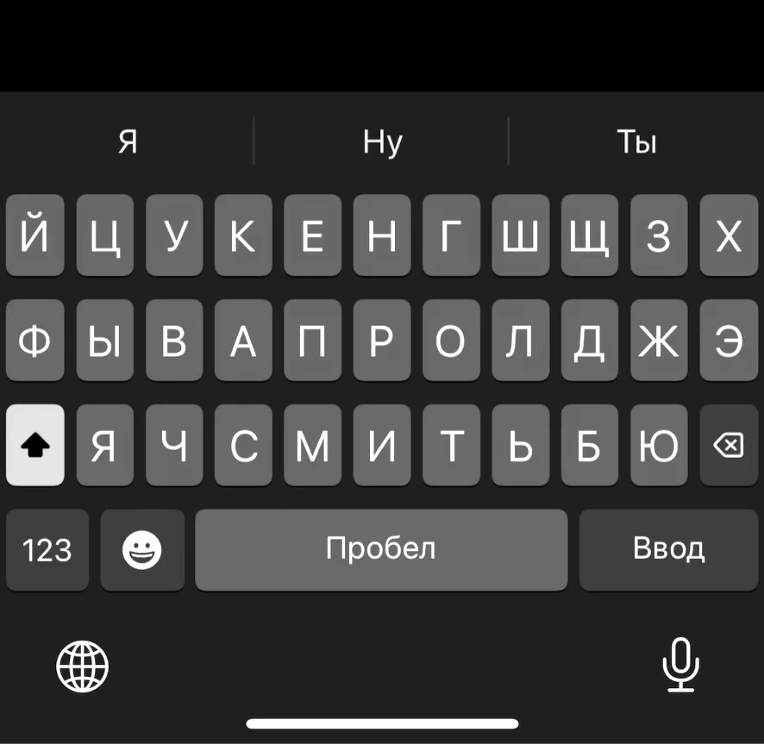 Я Ну Ты
Й Ц У К Е Н Г Ш Щ З Х
Ф Ы В А П Р О Л Д Ж Э
Я Ч С М И Т Ь Б Ю
123 Пробел Ввод